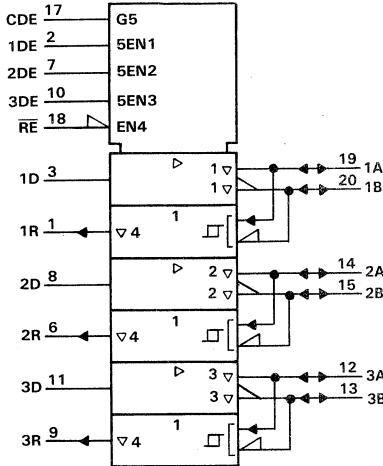 CDE 17 G5
1DE 2 5EN1
2DE 7 5EN2
3DE 10 5EN3
RE 18 EN4
1D 3 1 19 1A
1 20 1B
1R 1 4 1
2D 8 2 14 2A
2 15 2B
2R 6 4 1
3D 11 3 12 3A
3 13 3B
3R 9 4 1